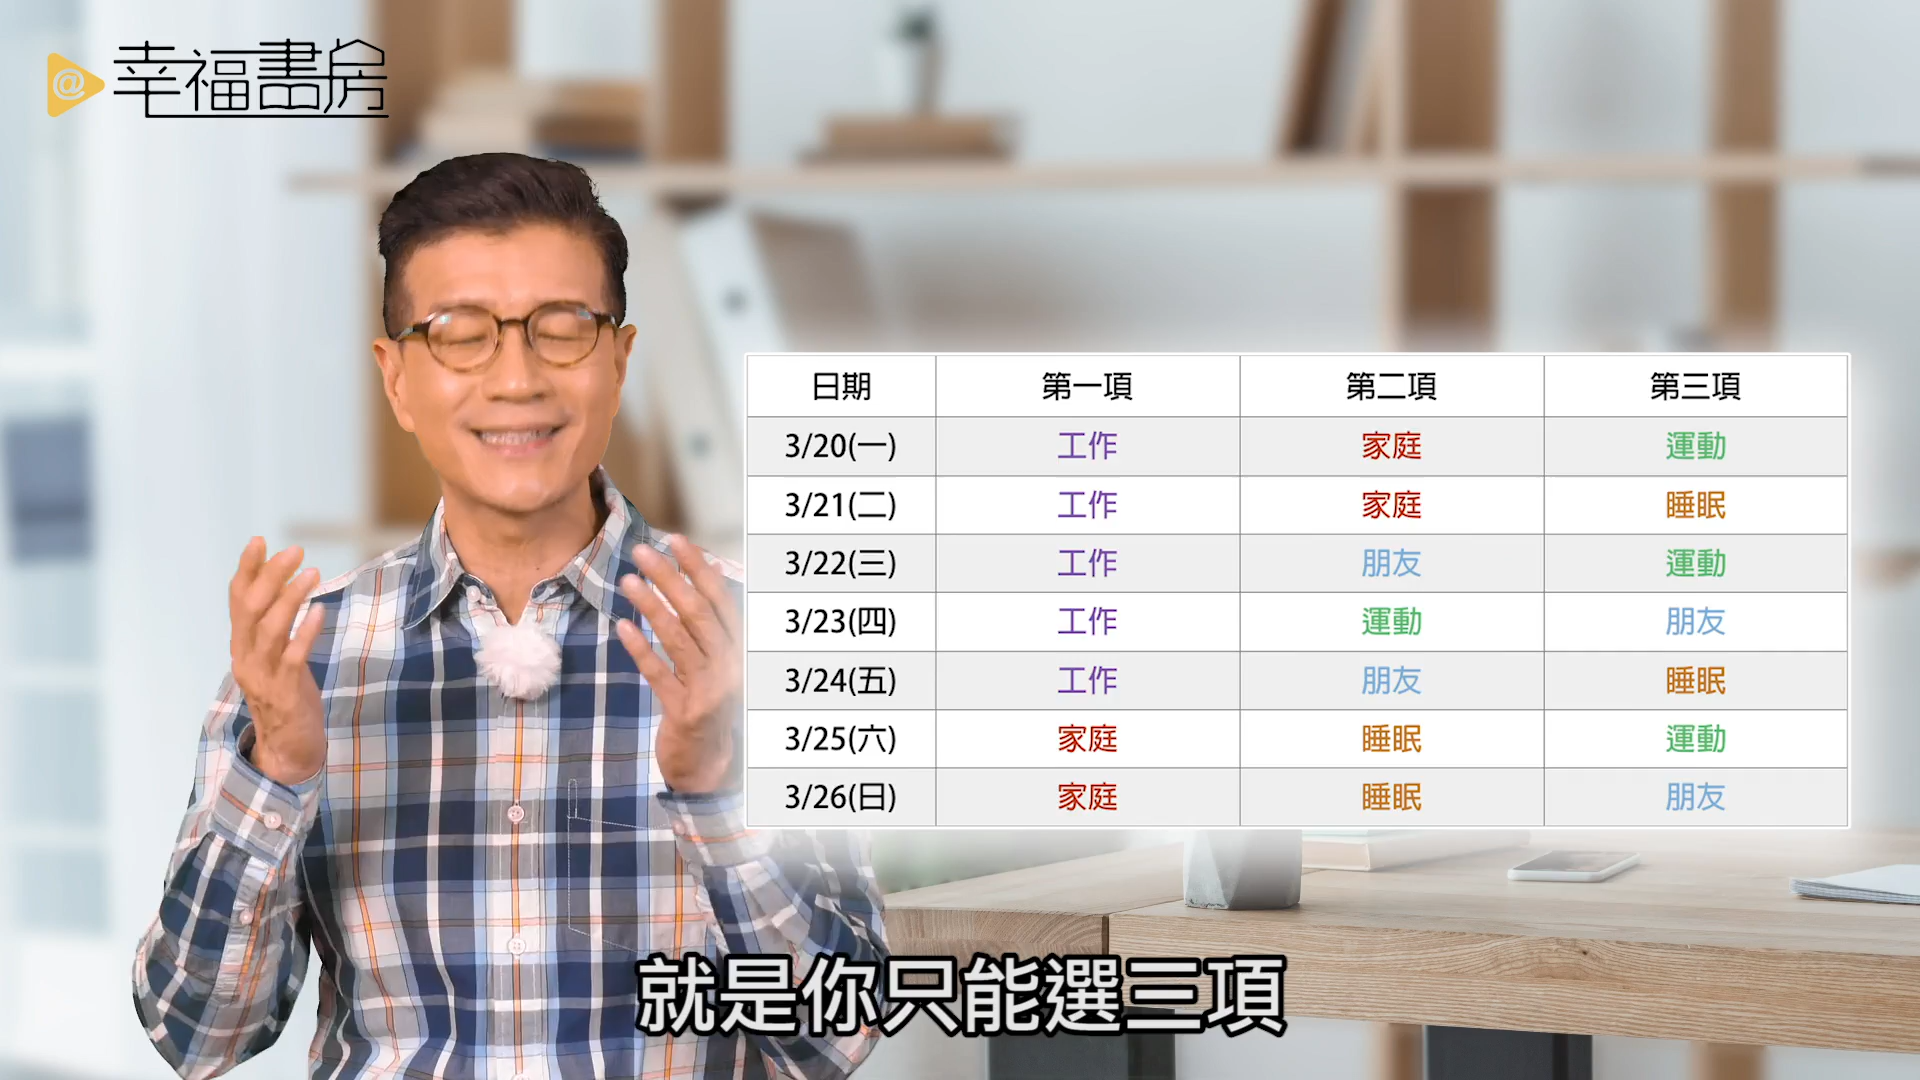 @幸福書房
日期 第一項 第二項 第三項
3/20(一) 工作 家庭 運動
3/21(二) 工作 家庭 睡眠
3/22(三) 工作 朋友 運動
3/23(四) 工作 運動 朋友
3/24(五) 工作 朋友 睡眠
3/25(六) 家庭 睡眠 運動
3/26(日) 家庭 睡眠 朋友
就是你只能選三項